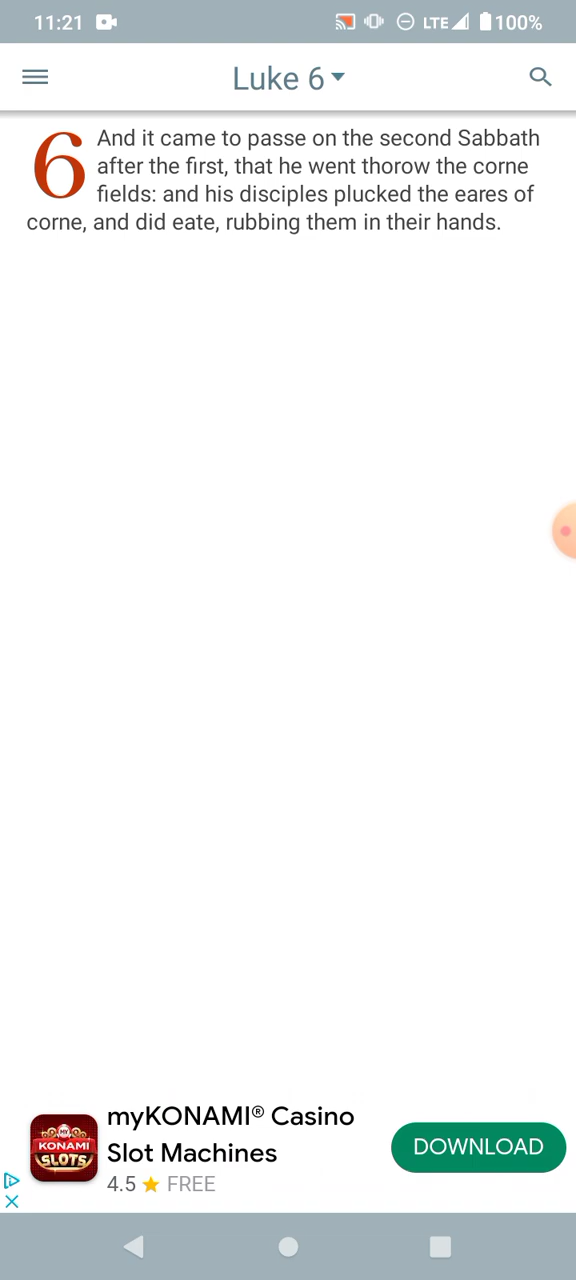 11:21 LTE 100%
Luke 6
6 And it came to passe on the second Sabbath
after the first, that he went thorow the corne
fields: and his disciples plucked the eares of
corne, and did eate, rubbing them in their hands.
MY
KONAMI
SLOTS
myKONAMI® Casino
Slot Machines
4.5 FREE
DOWNLOAD